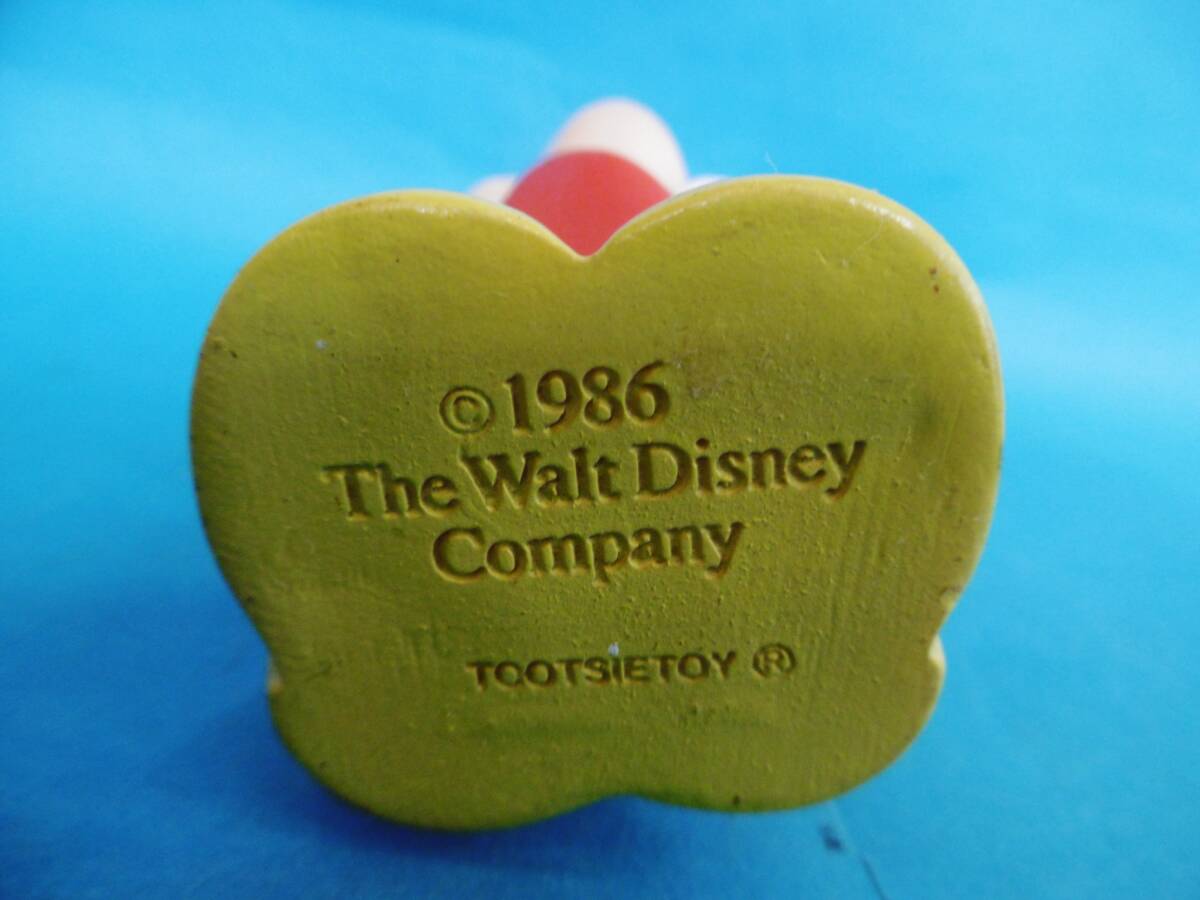 © 1986
The Walt Disney
Company
TOOTSIETOY ®